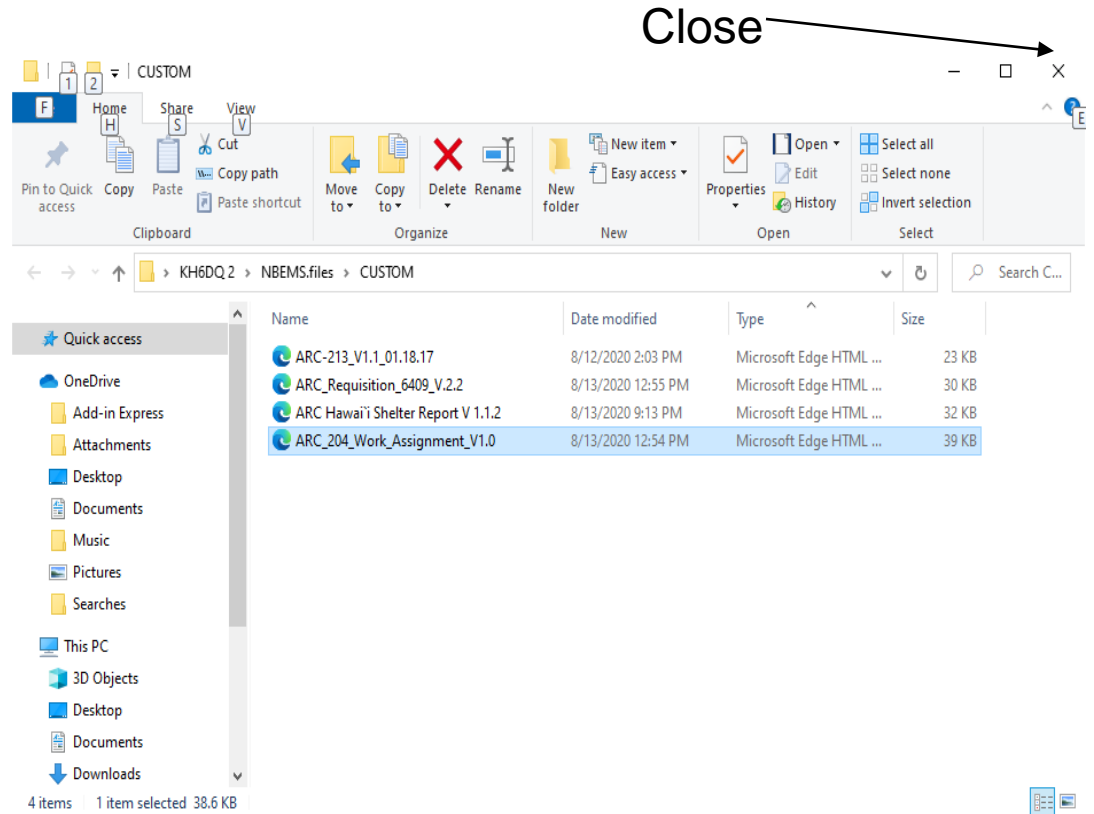 Close
1 2 CUSTOM
F Home Share View
H S V E
Cut
Copy path
Paste shortcut
Pin to Quick access
Copy
Paste
Clipboard
Move to
Copy to
Delete
Rename
Organize
New folder
New item
Easy access
New
Properties
Open
Edit
History
Open
Select all
Select none
Invert selection
Select
KH6DQ 2 > NBEMS.files > CUSTOM
Search C...
Name Date modified Type Size
ARC-213_V1.1_01.18.17 8/12/2020 2:03 PM Microsoft Edge HTML ... 23 KB
ARC_Requisition_6409_V.2.2 8/13/2020 12:55 PM Microsoft Edge HTML ... 30 KB
ARC Hawai`i Shelter Report V 1.1.2 8/13/2020 9:13 PM Microsoft Edge HTML ... 32 KB
ARC_204_Work_Assignment_V1.0 8/13/2020 12:54 PM Microsoft Edge HTML ... 39 KB
Quick access
OneDrive
Add-in Express
Attachments
Desktop
Documents
Music
Pictures
Searches
This PC
3D Objects
Desktop
Documents
Downloads
4 items 1 item selected 38.6 KB